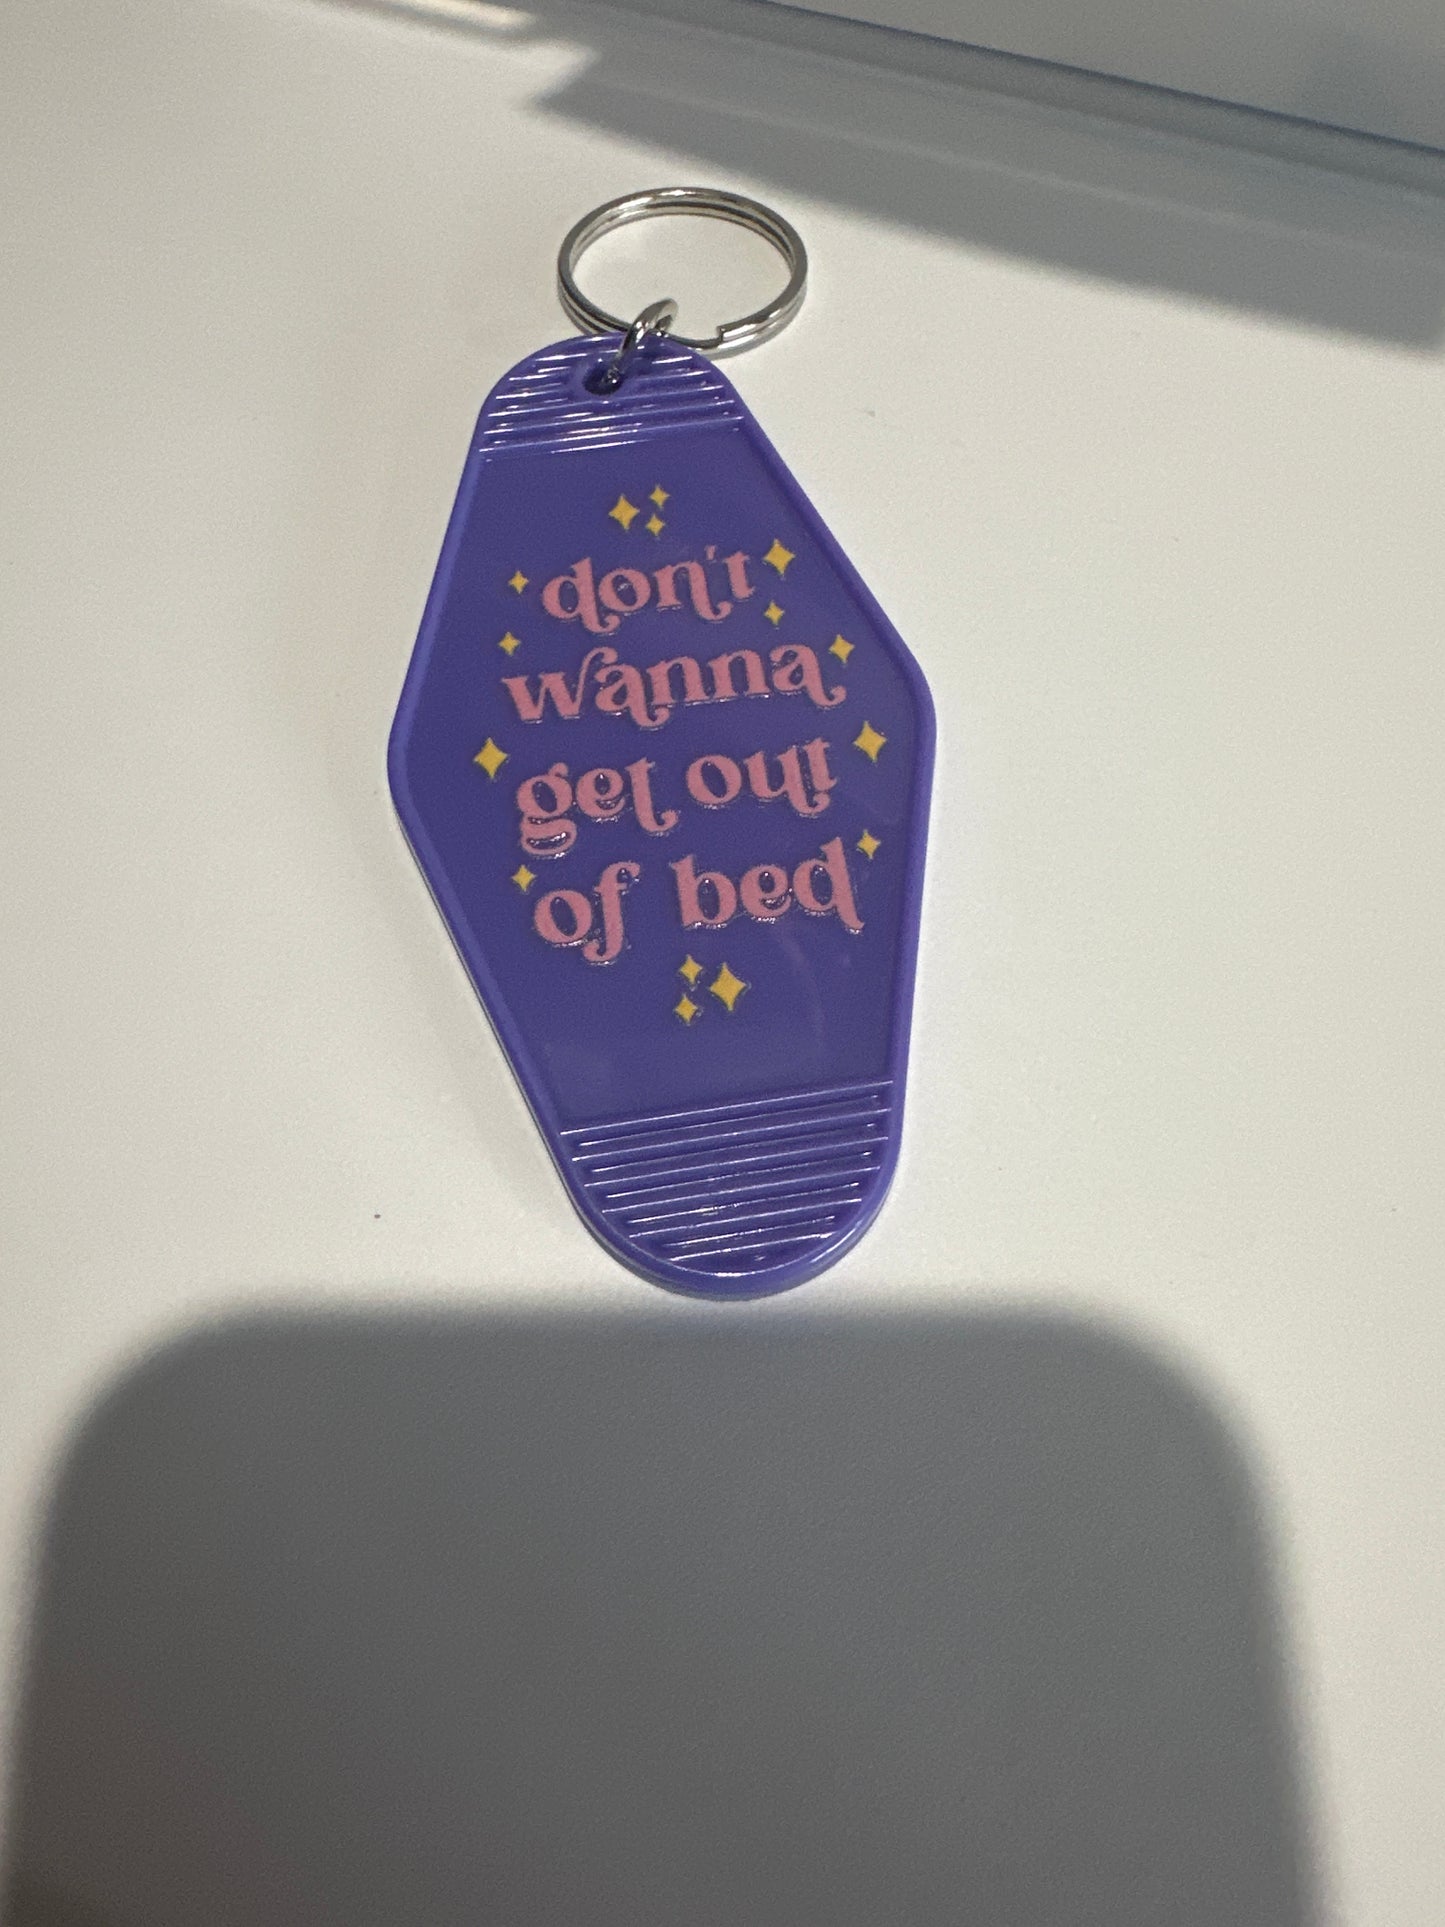 don't
wanna
get out
of bed